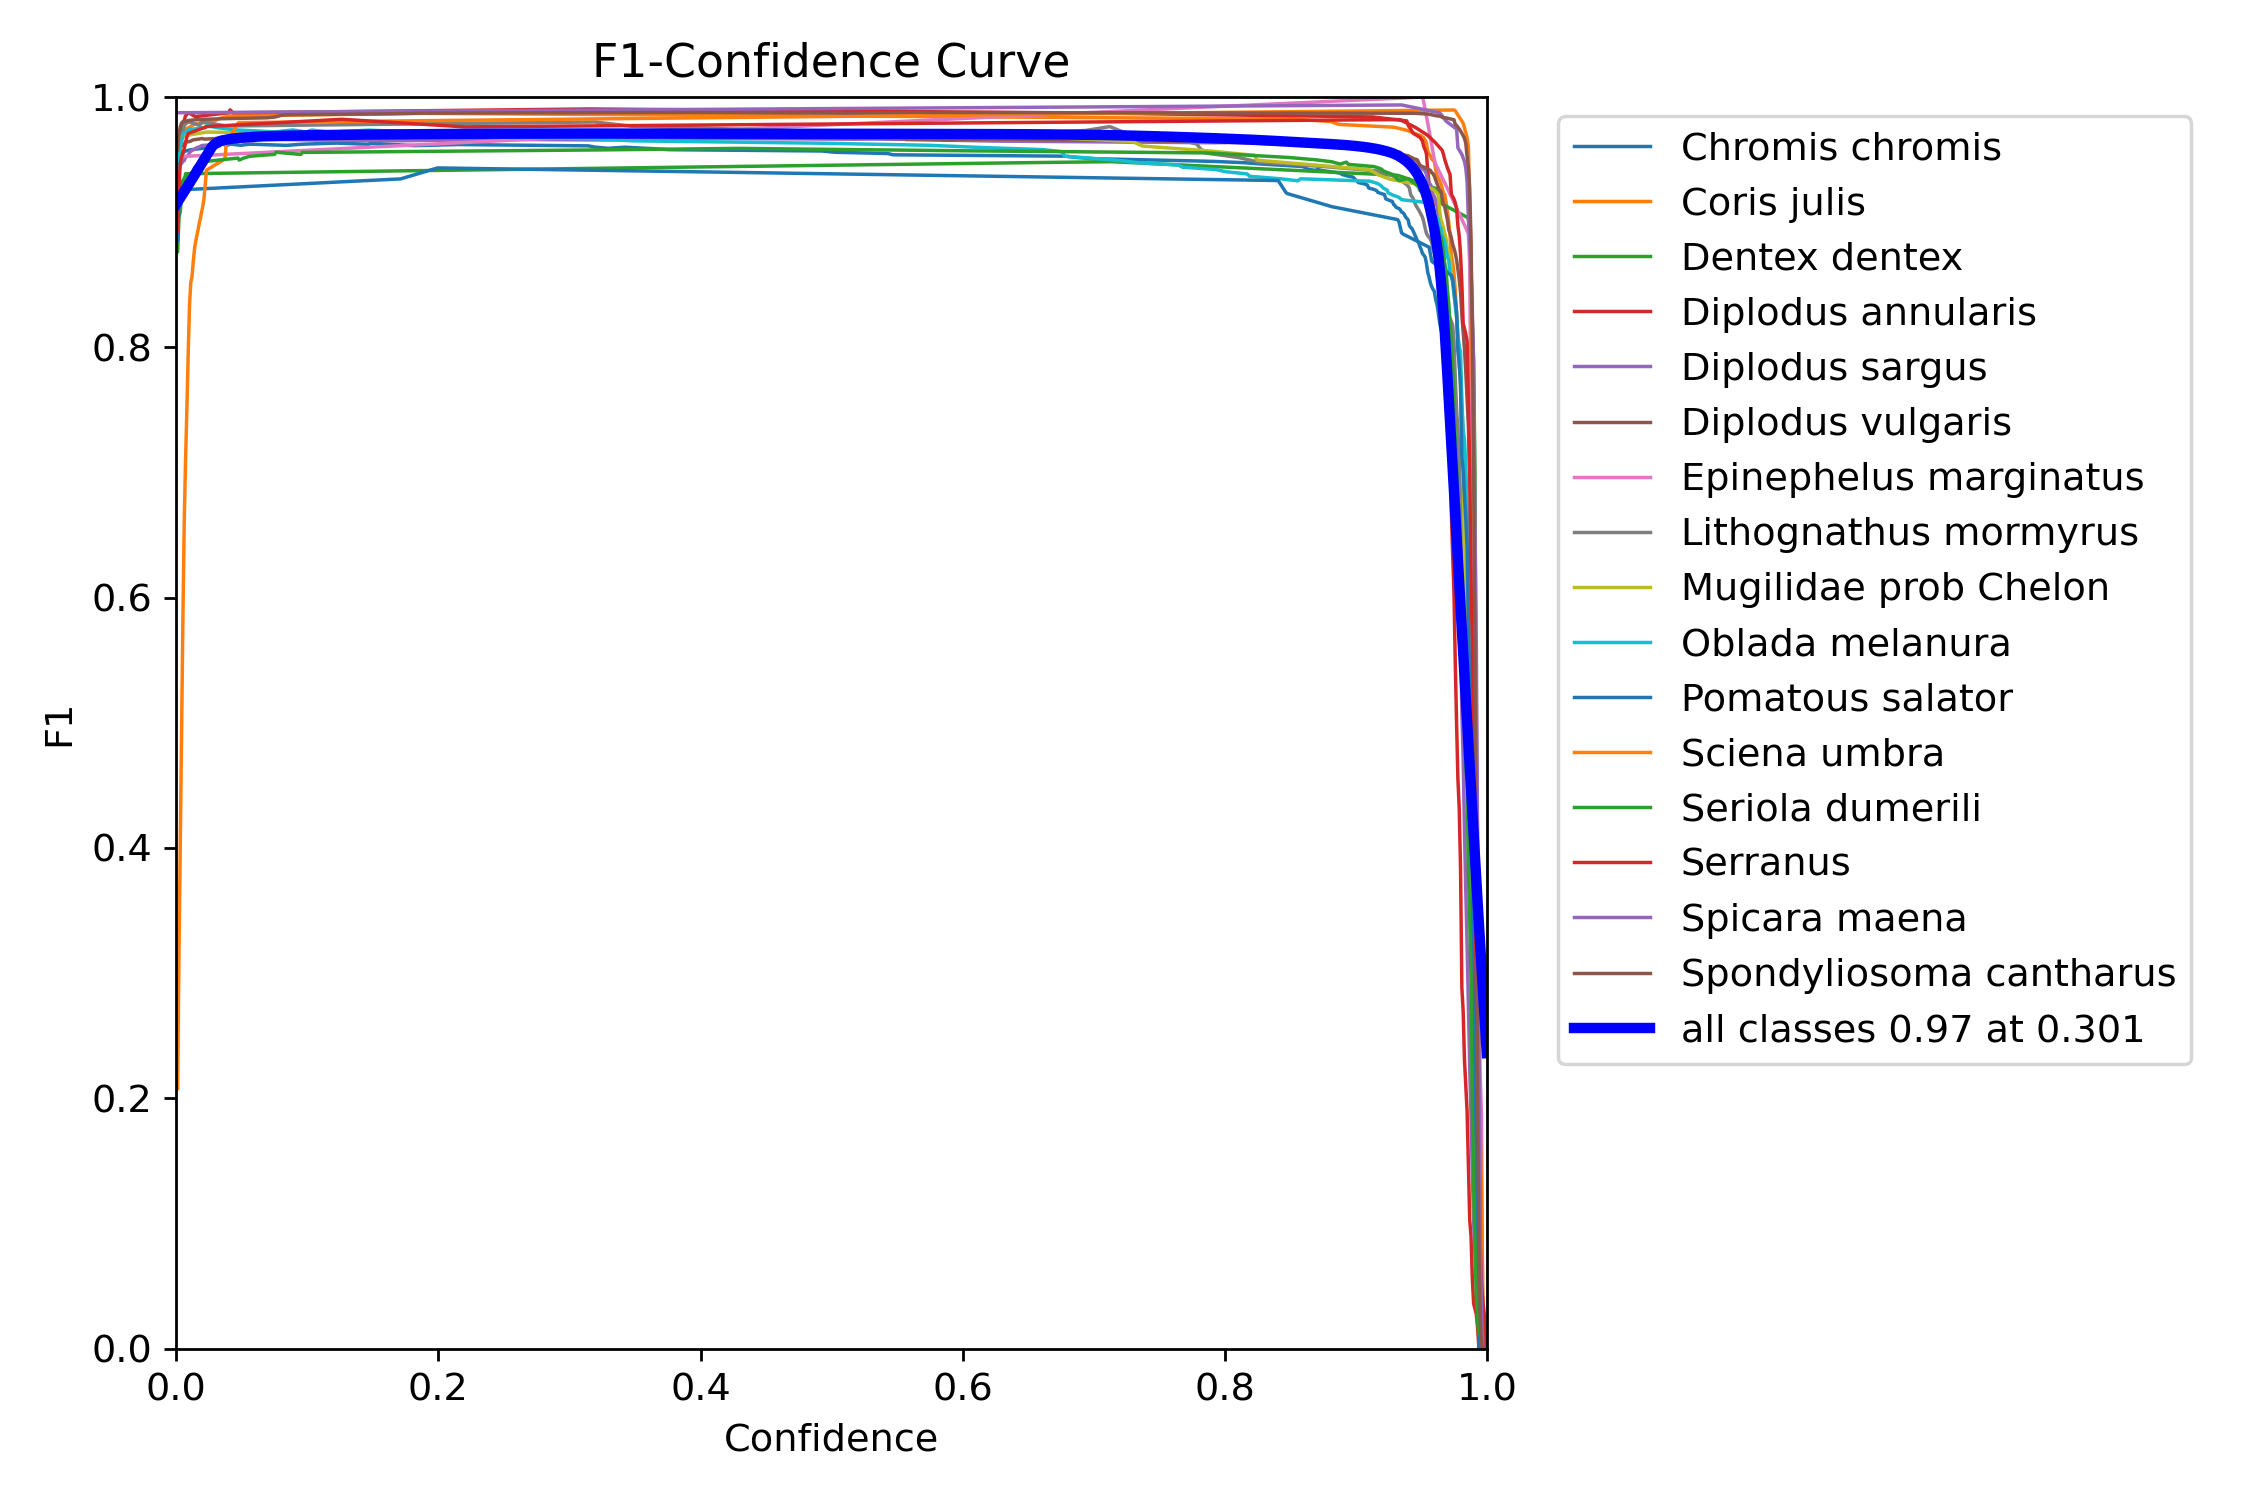 F1-Confidence Curve
1.0
0.8
0.6
0.4
0.2
0.0
F1
0.0 0.2 0.4 0.6 0.8 1.0
Confidence
Chromis chromis
Coris julis
Dentex dentex
Diplodus annularis
Diplodus sargus
Diplodus vulgaris
Epinephelus marginatus
Lithognathus mormyrus
Mugilidae prob Chelon
Oblada melanura
Pomatous salator
Sciena umbra
Seriola dumerili
Serranus
Spicara maena
Spondyliosoma cantharus
all classes 0.97 at 0.301